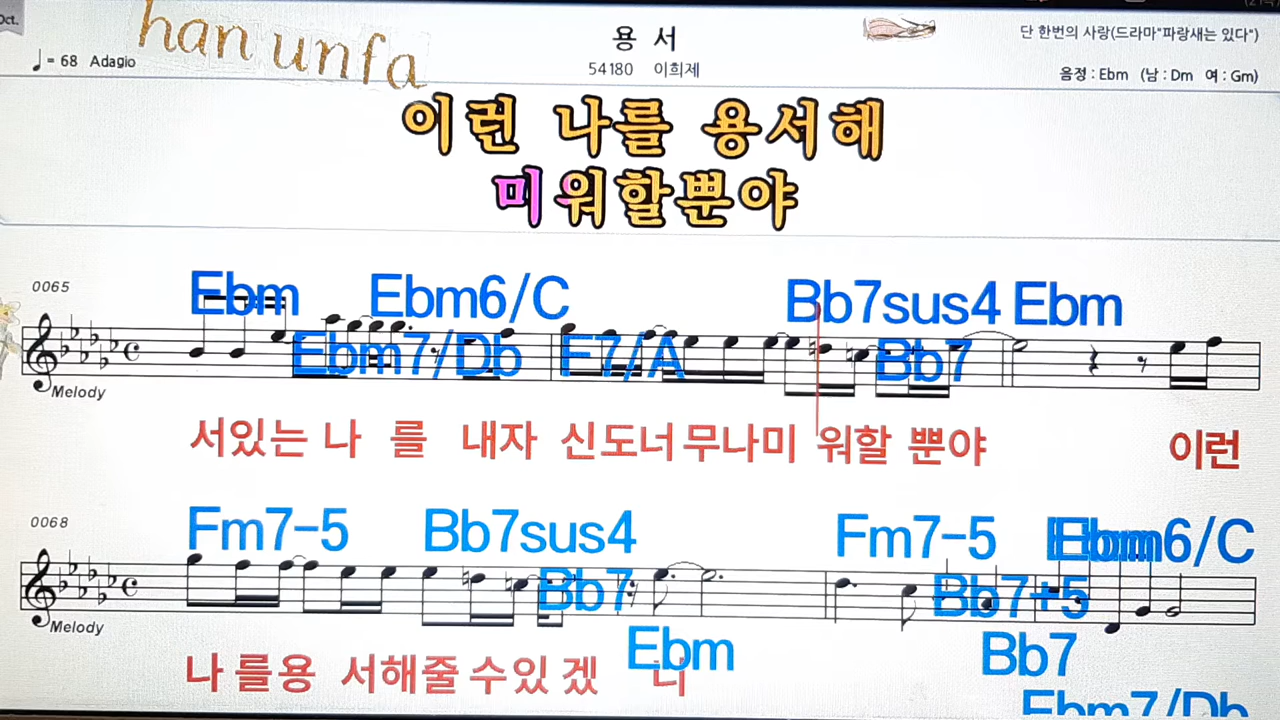 Oct.
han unfa
용 서
단 한번의 사랑(드라마"파랑새는 있다")
♩= 68 Adagio
54180 이희제
음정 : Ebm (남 : Dm 여 : Gm)
이런 나를 용서해
미워할뿐야
0065
Ebm Ebm6/C Bb7sus4 Ebm
Ebm7/Db F7/A Bb7
Melody
서있는 나 를 내자 신도너무나미 워할 뿐야 이런
0068
Fm7-5 Bb7sus4 Fm7-5 Ebm Ebm6/C
Bb7 Bb7+5
Melody
Ebm Bb7
나 를용 서해줄 수있 겠 니
Ebm7/Db